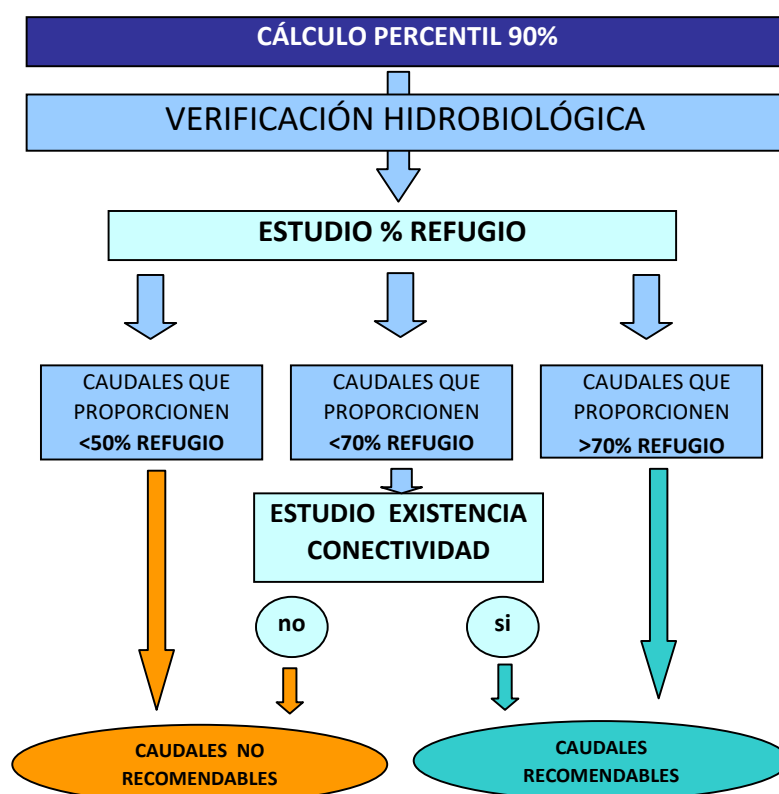 CÁLCULO PERCENTIL 90%
VERIFICACIÓN HIDROBIOLÓGICA
ESTUDIO % REFUGIO
CAUDALES QUE
PROPORCIONEN
<50% REFUGIO
CAUDALES QUE
PROPORCIONEN
<70% REFUGIO
CAUDALES QUE
PROPORCIONEN
>70% REFUGIO
ESTUDIO EXISTENCIA
CONECTIVIDAD
no
si
CAUDALES NO
RECOMENDABLES
CAUDALES
RECOMENDABLES